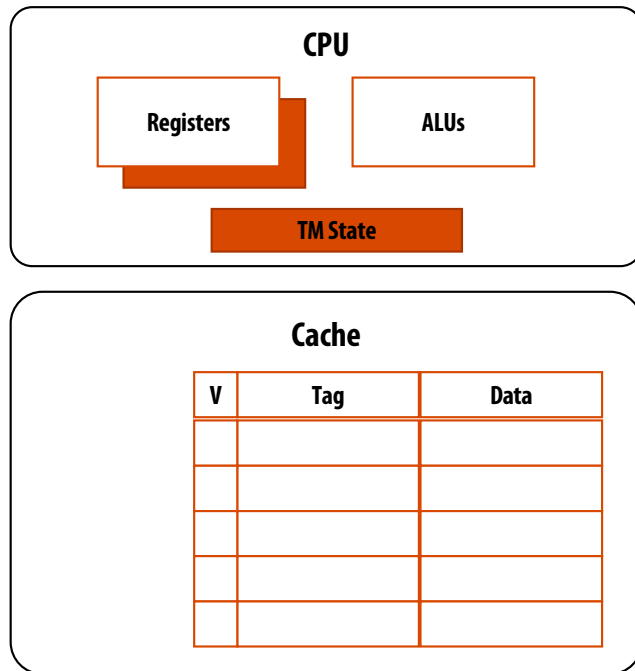 CPU
Registers
ALUs
TM State
Cache
V Tag Data